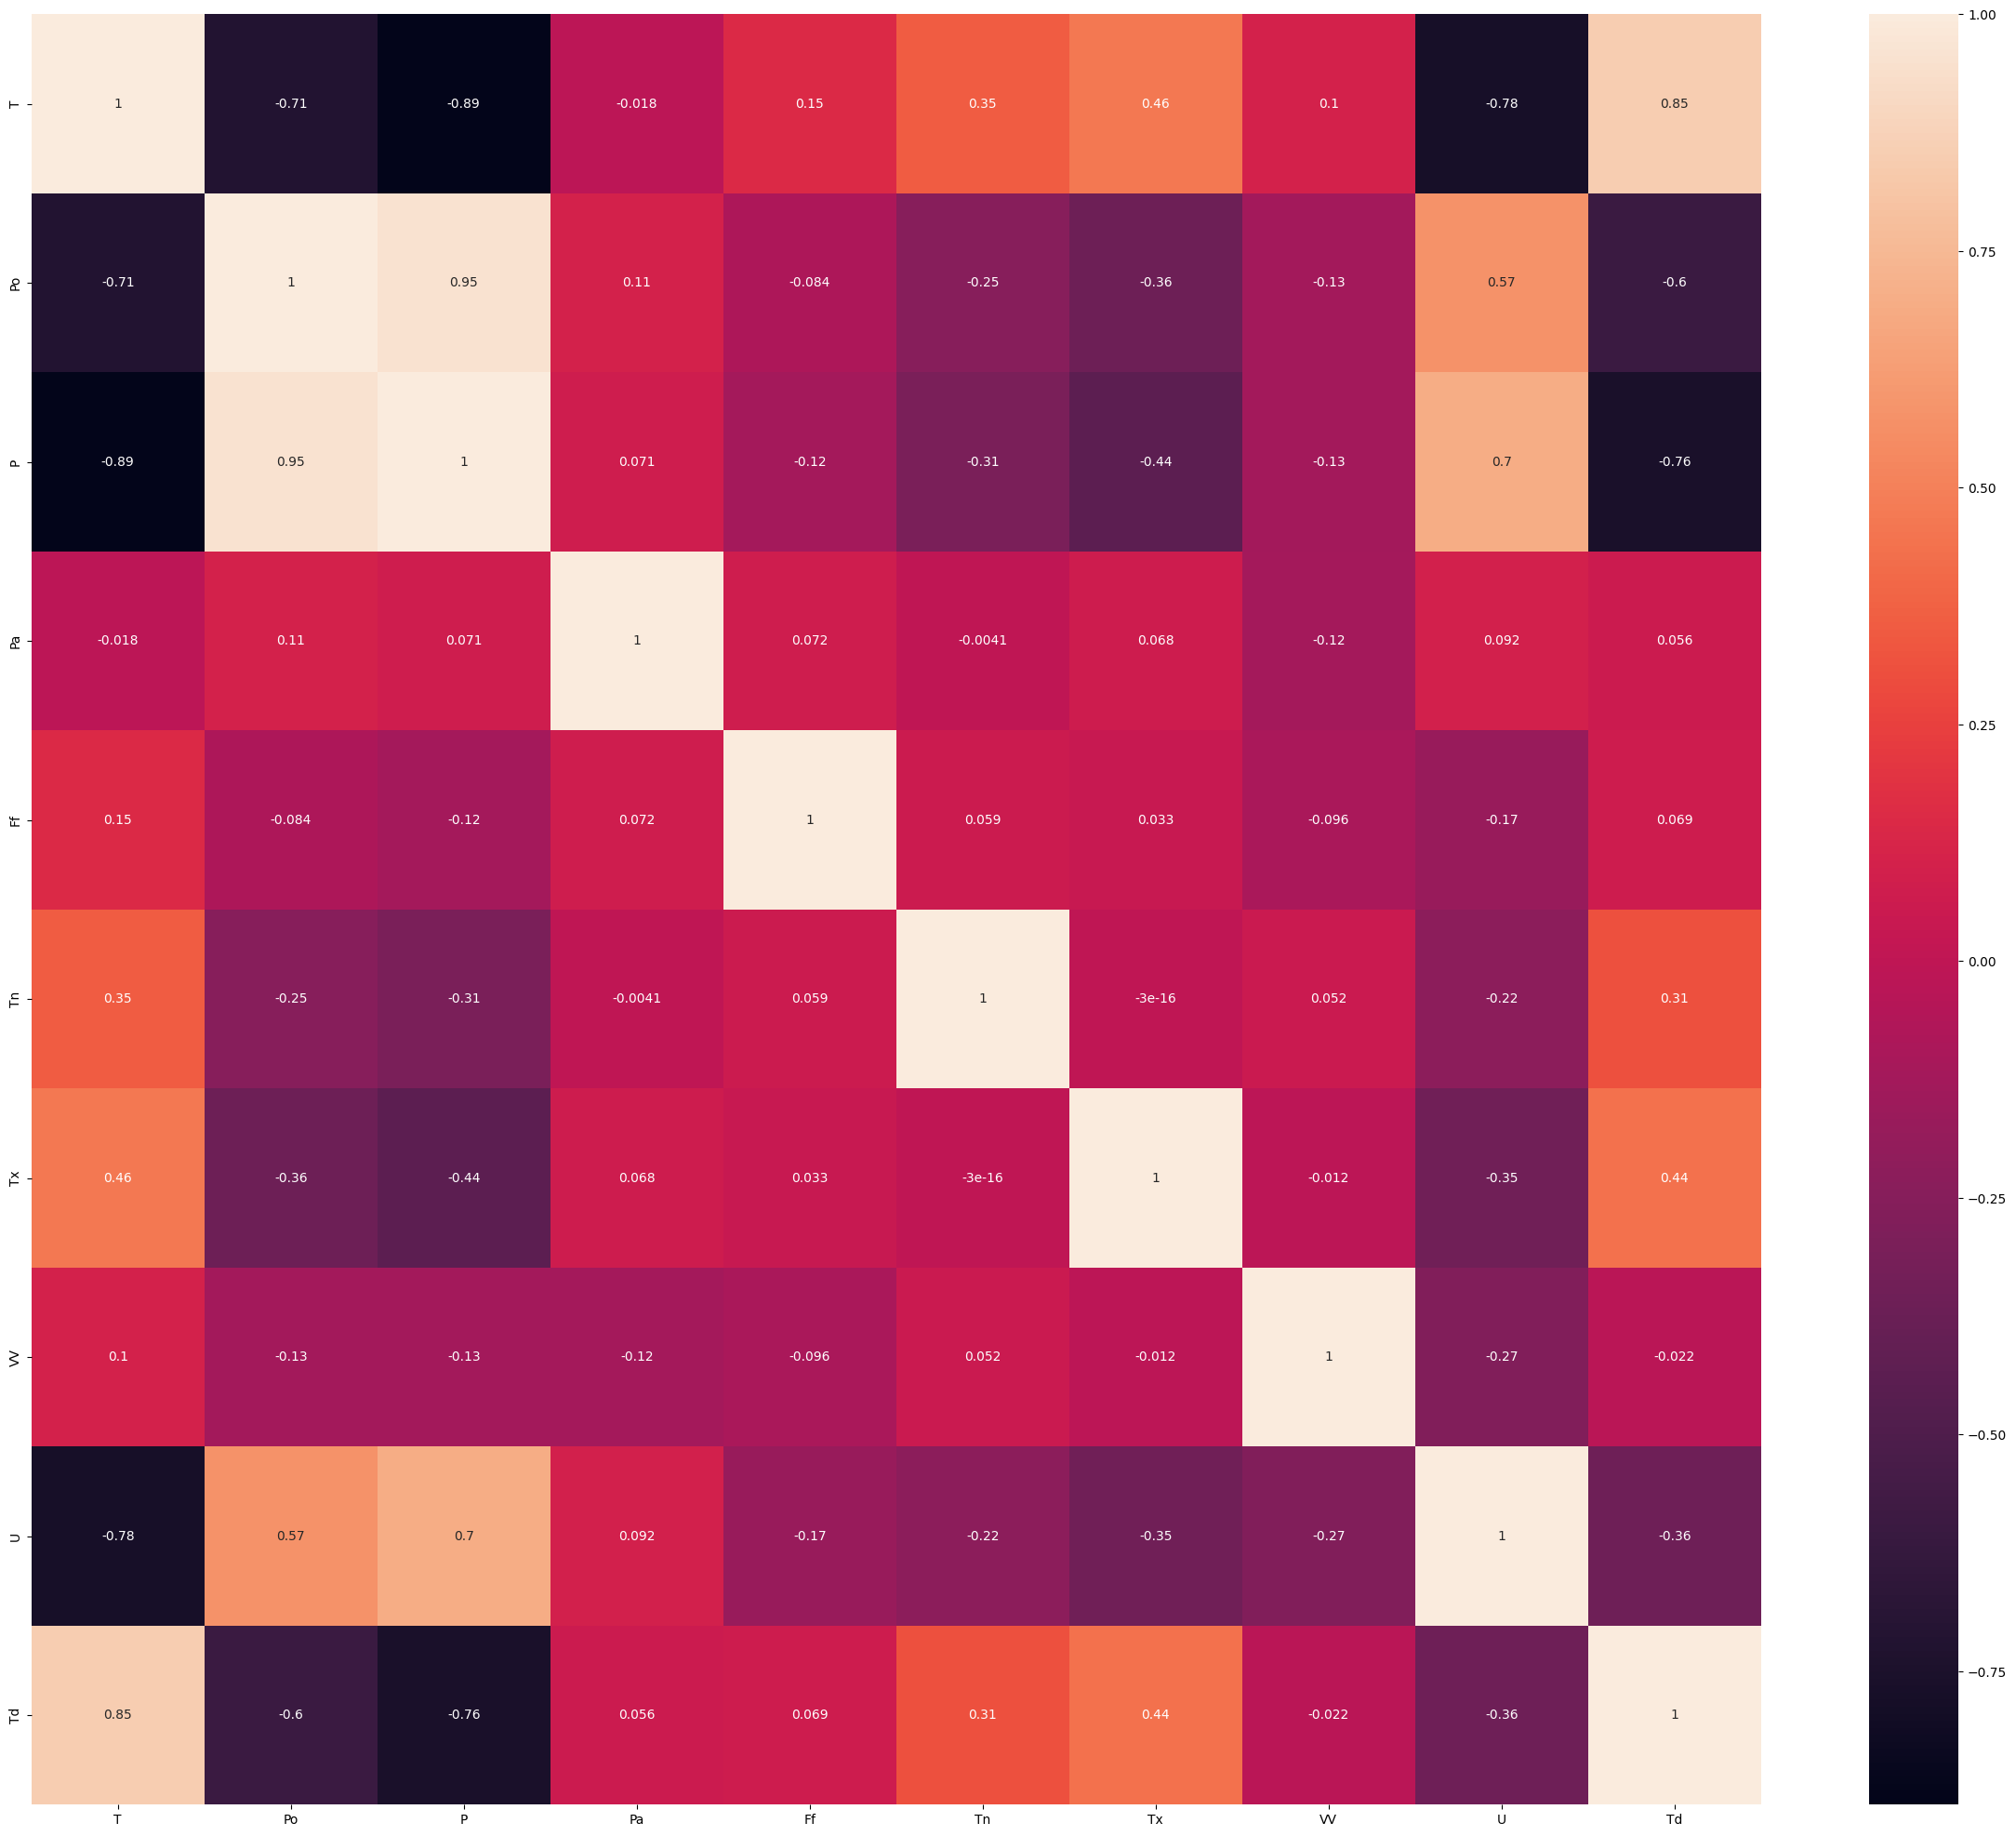 T 1 -0.71 -0.89 -0.018 0.15 0.35 0.46 0.1 -0.78 0.85
Po -0.71 1 0.95 0.11 -0.084 -0.25 -0.36 -0.13 0.57 -0.6
P -0.89 0.95 1 0.071 -0.12 -0.31 -0.44 -0.13 0.7 -0.76
Pa -0.018 0.11 0.071 1 0.072 -0.0041 0.068 -0.12 0.092 0.056
Ff 0.15 -0.084 -0.12 0.072 1 0.059 0.033 -0.096 -0.17 0.069
Tn 0.35 -0.25 -0.31 -0.0041 0.059 1 -3e-16 0.052 -0.22 0.31
Tx 0.46 -0.36 -0.44 0.068 0.033 -3e-16 1 -0.012 -0.35 0.44
VV 0.1 -0.13 -0.13 -0.12 -0.096 0.052 -0.012 1 -0.27 -0.022
U -0.78 0.57 0.7 0.092 -0.17 -0.22 -0.35 -0.27 1 -0.36
Td 0.85 -0.6 -0.76 0.056 0.069 0.31 0.44 -0.022 -0.36 1
T Po P Pa Ff Tn Tx VV U Td
1.00
0.75
0.50
0.25
0.00
−0.25
−0.50
−0.75